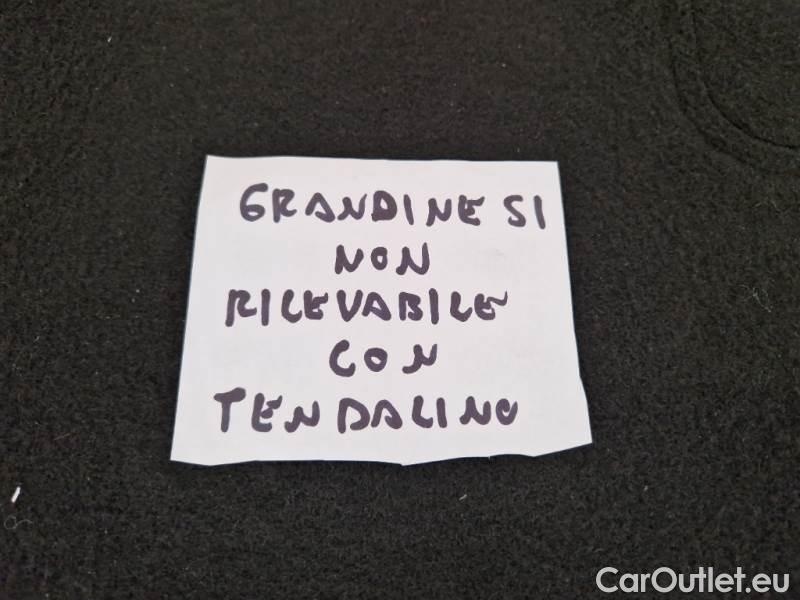 GRANDINE SI
NON
RILEVABILE
CON
TENDALINO
CarOutlet.eu